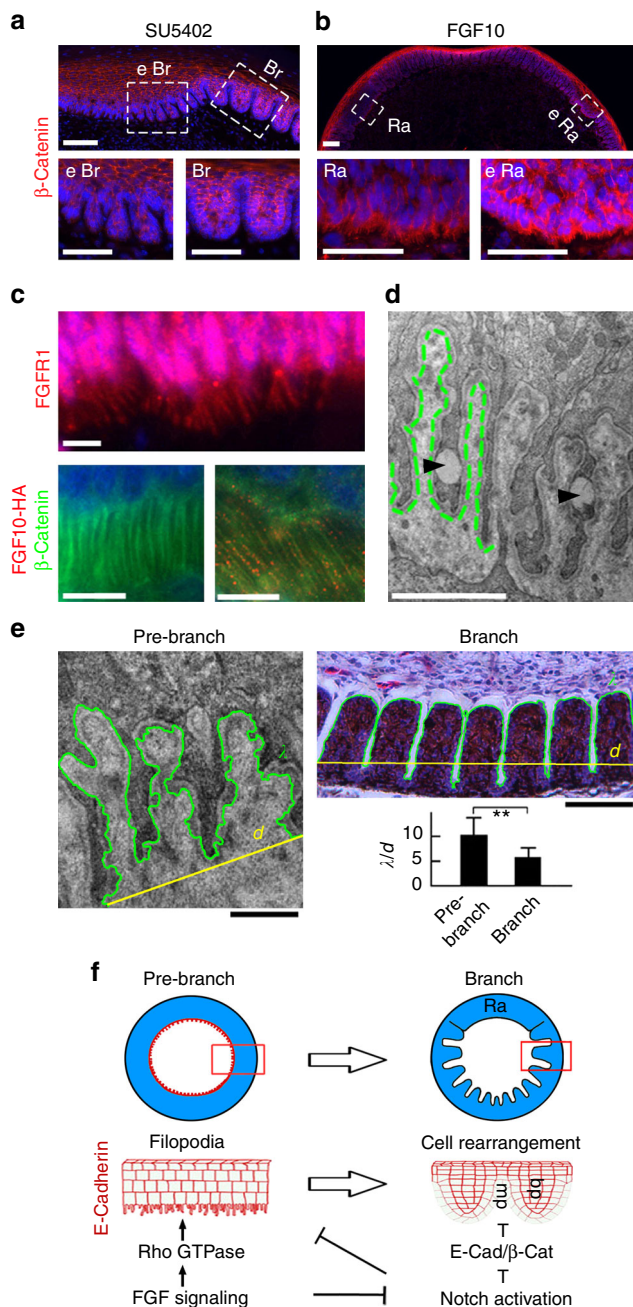 a
SU5402
b
FGF10
β-Catenin
e Br
Br
e Br
Br
Ra
e Ra
Ra
e Ra
c
d
FGFR1
FGF10-HA
β-Catenin
e
Pre-branch
Branch
λ
d
λ
d
**
λ/d
10
5
0
Pre-
branch
Branch
f
Pre-branch
Branch
Ra
Filopodia
Cell rearrangement
E-Cadherin
dm
bp
Rho GTPase
E-Cad/β-Cat
FGF signaling
Notch activation